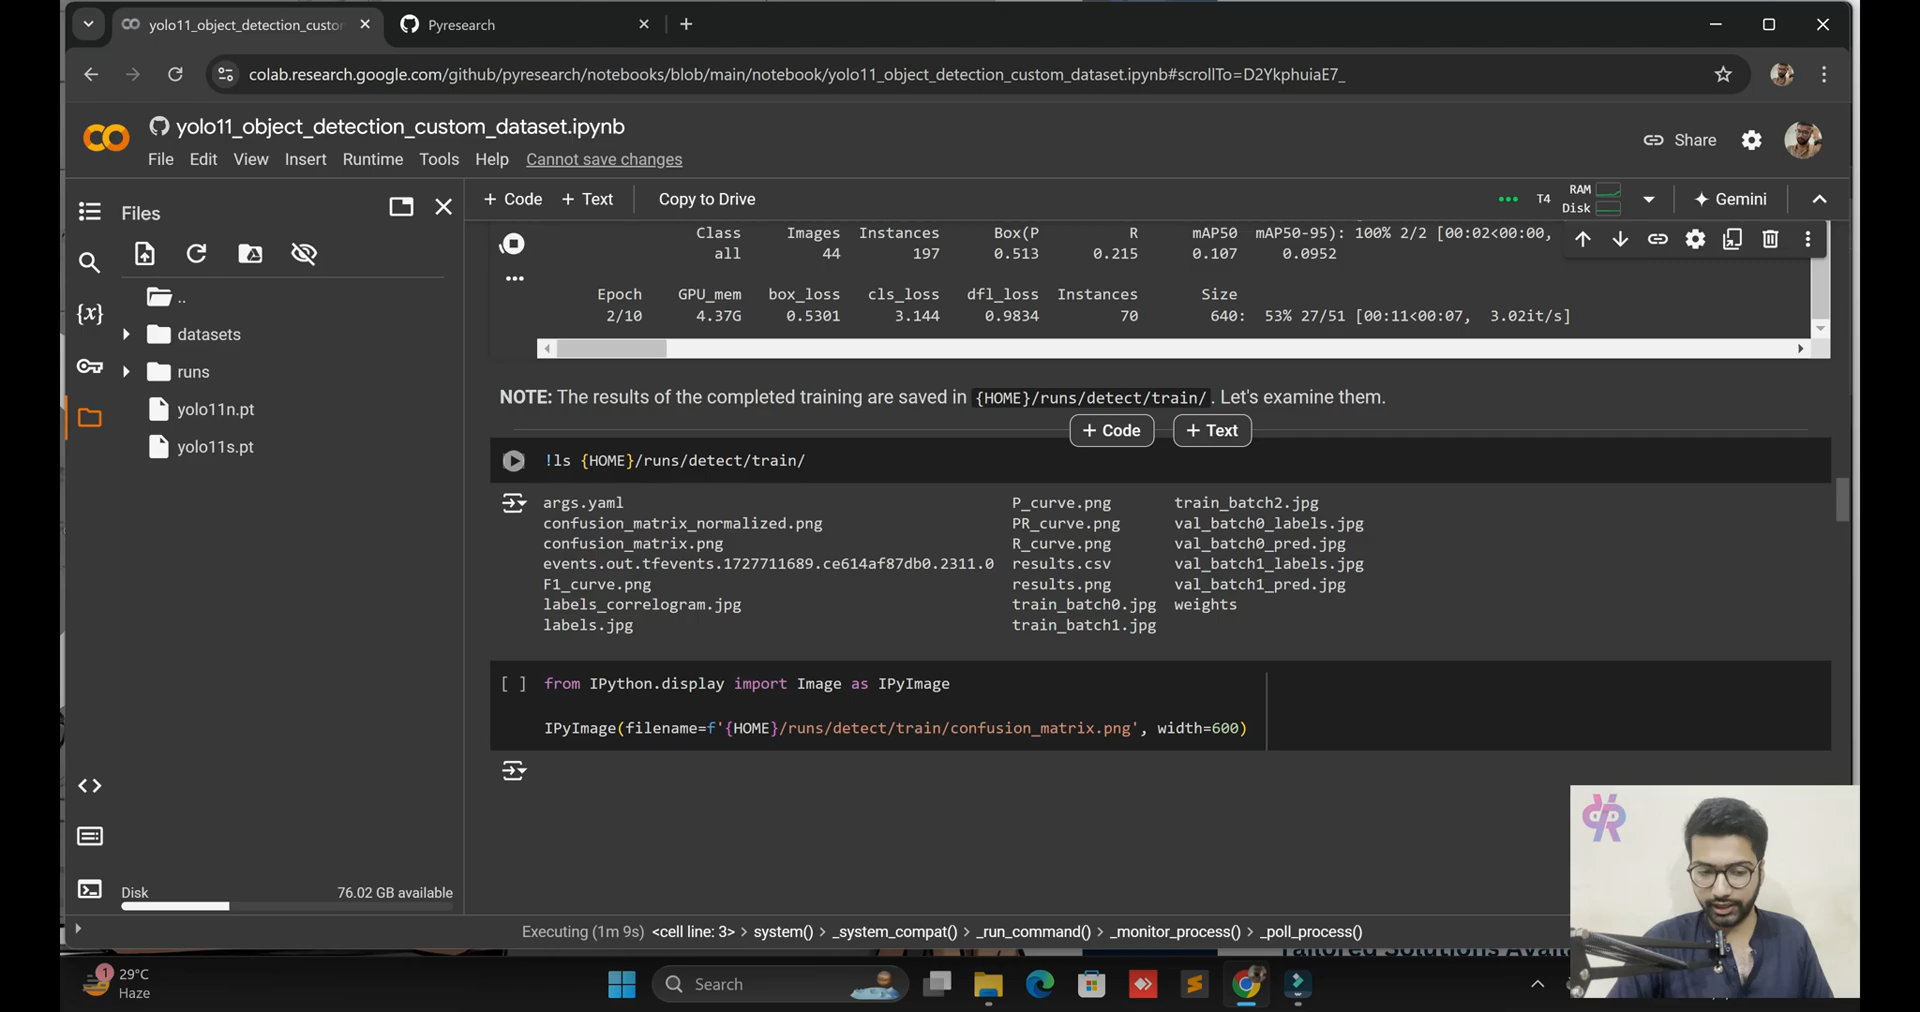 yolo11_object_detection_custo
Pyresearch
colab.research.google.com/github/pyresearch/notebooks/blob/main/notebook/yolo11_object_detection_custom_dataset.ipynb#scrollTo=D2YkphuiaE7_
yolo11_object_detection_custom_dataset.ipynb
File Edit View Insert Runtime Tools Help Cannot save changes
Share
Files
+ Code + Text Copy to Drive
T4 RAM Disk
Gemini
..
datasets
runs
yolo11n.pt
yolo11s.pt
Disk 76.02 GB available
Class Images Instances Box(P R mAP50 mAP50-95): 100% 2/2 [00:02<00:00,
all 44 197 0.513 0.215 0.107 0.0952
Epoch GPU_mem box_loss cls_loss dfl_loss Instances Size
2/10 4.37G 0.5301 3.144 0.9834 70 640: 53% 27/51 [00:11<00:07, 3.02it/s]
NOTE: The results of the completed training are saved in {HOME}/runs/detect/train/. Let's examine them.
+ Code + Text
!ls {HOME}/runs/detect/train/
args.yaml P_curve.png train_batch2.jpg
confusion_matrix_normalized.png PR_curve.png val_batch0_labels.jpg
confusion_matrix.png R_curve.png val_batch0_pred.jpg
events.out.tfevents.1727711689.ce614af87db0.2311.0 results.csv val_batch1_labels.jpg
F1_curve.png results.png val_batch1_pred.jpg
labels_correlogram.jpg train_batch0.jpg weights
labels.jpg train_batch1.jpg
[ ] from IPython.display import Image as IPyImage
IPyImage(filename=f'{HOME}/runs/detect/train/confusion_matrix.png', width=600)
Executing (1m 9s) <cell line: 3> > system() > _system_compat() > _run_command() > _monitor_process() > _poll_process()
1
29°C
Haze
Search